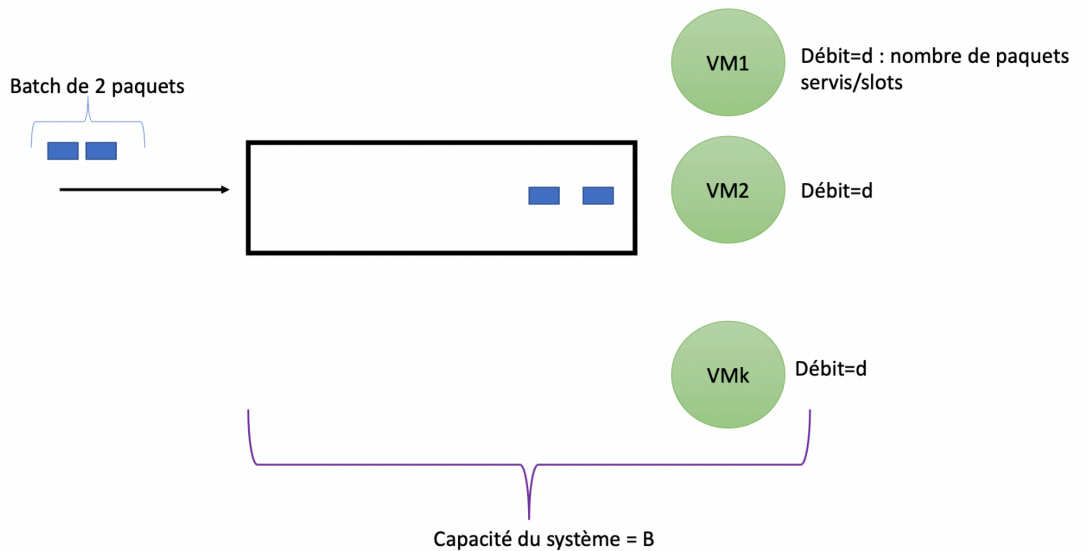 Batch de 2 paquets
VM1
Débit=d : nombre de paquets
servis/slots
VM2
Débit=d
VMk
Débit=d
Capacité du système = B